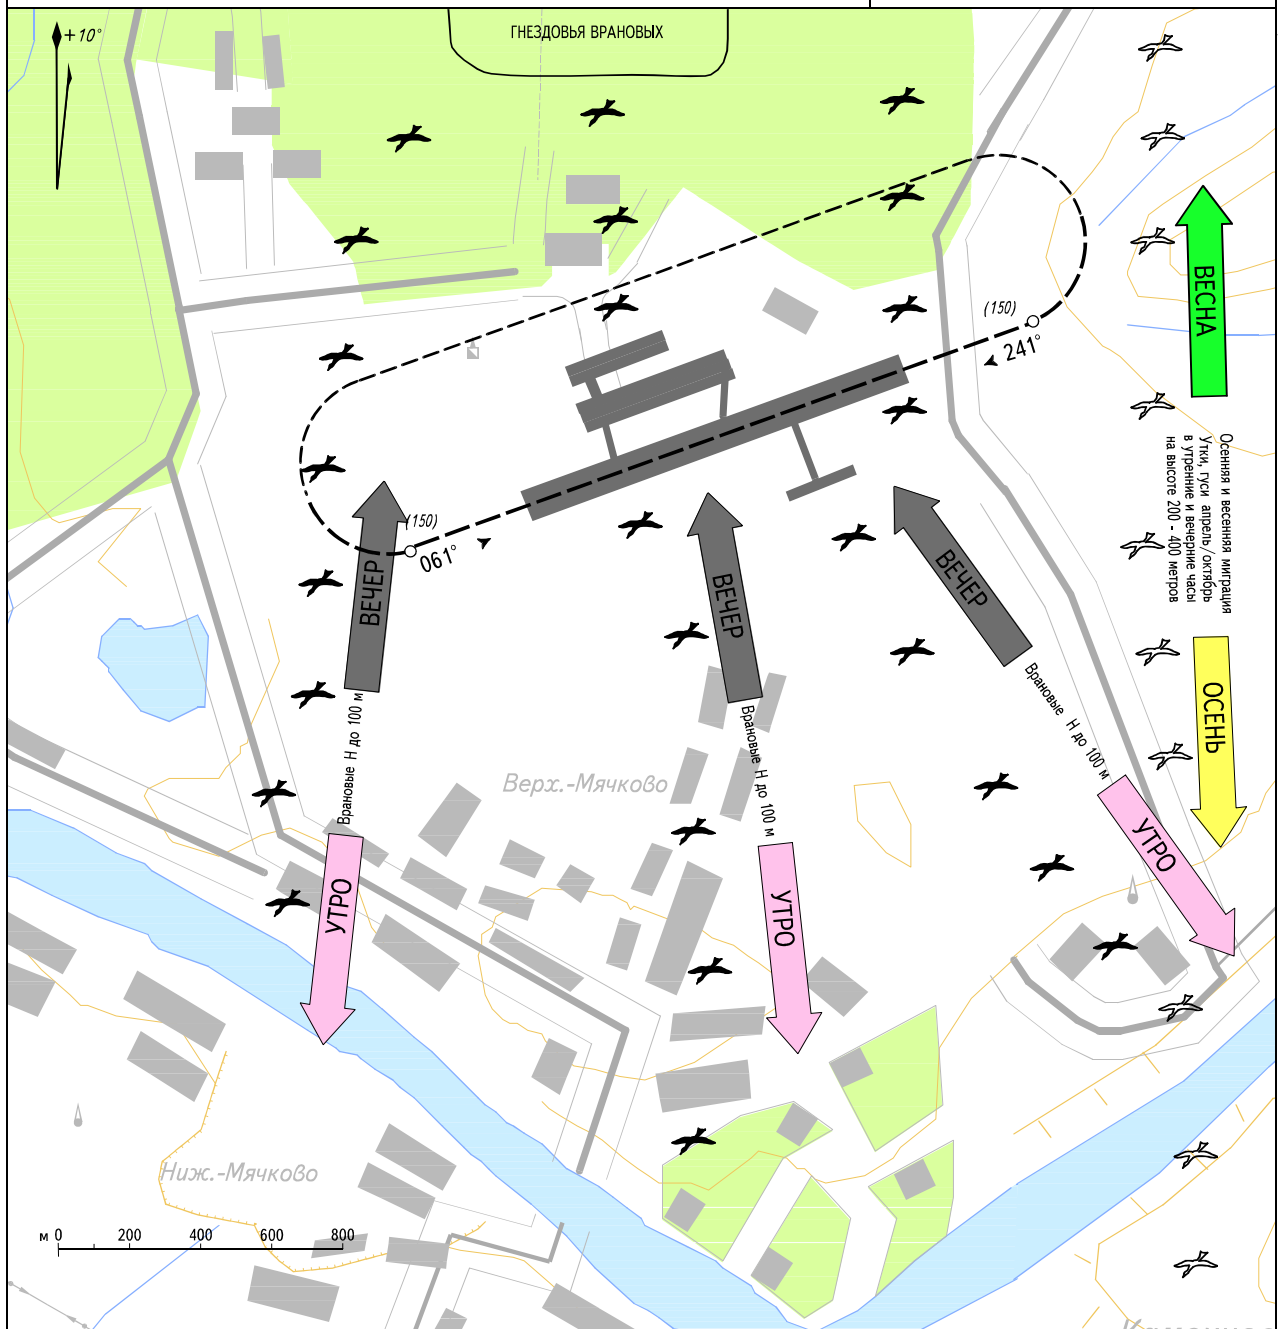 +10°
ГНЕЗДОВЬЯ ВРАНОВЫХ
ВЕСНА
(150)
241°
Осенняя и весенняя миграция
Утки, гуси апрель/октябрь
в утренние и вечерние часы
на высоте 200 - 400 метров
(150)
061°
ВЕЧЕР
ВЕЧЕР
ВЕЧЕР
Врановые Н до 100 м
Врановые Н до 100 м
Врановые Н до 100 м
ОСЕНЬ
Верх.-Мячково
УТРО
УТРО
УТРО
Ниж.-Мячково
м 0 200 400 600 800